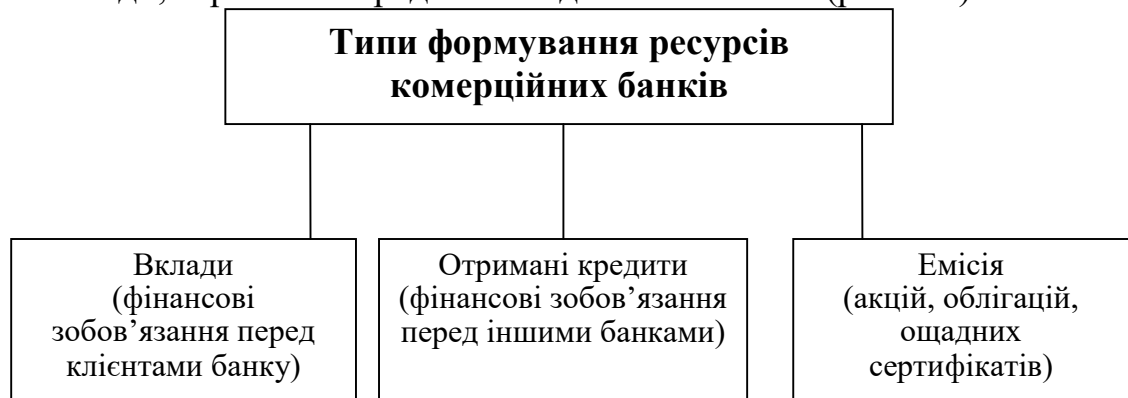 Типи формування ресурсів
комерційних банків
Вклади
(фінансові
зобов’язання перед
клієнтами банку)
Отримані кредити
(фінансові зобов’язання
перед іншими банками)
Емісія
(акцій, облігацій,
ощадних
сертифікатів)